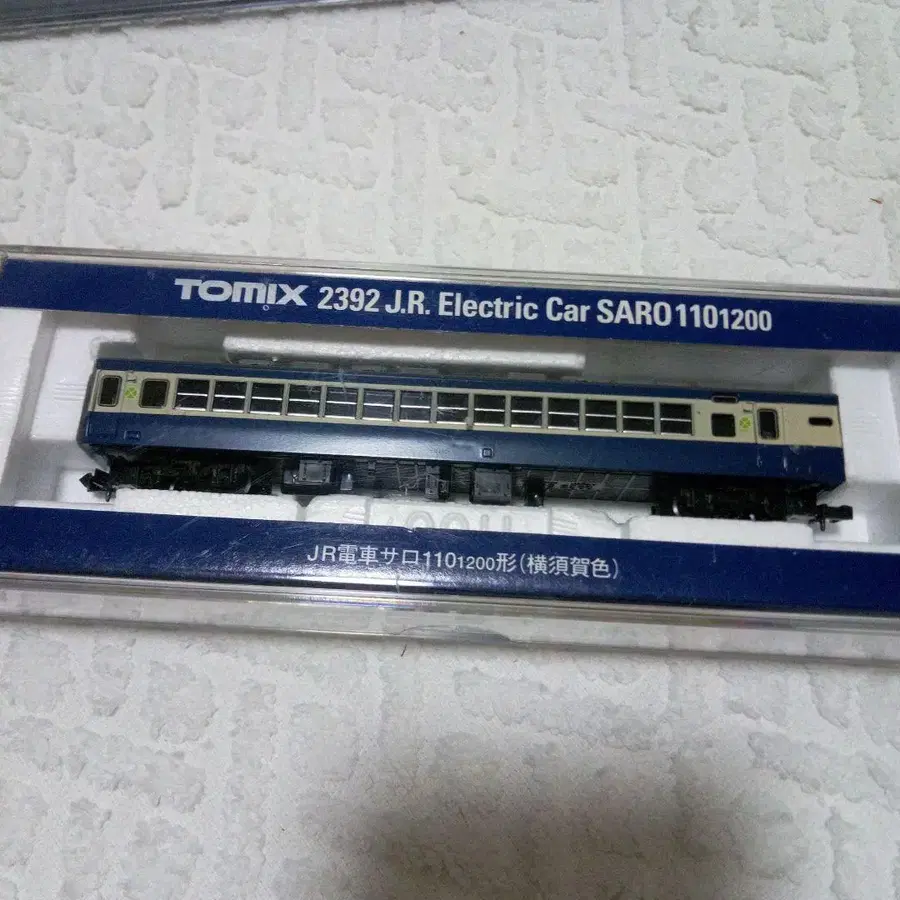 TOMIX 2392 J.R. Electric Car SARO1101200
JR電車サロ1101200形(横須賀色)